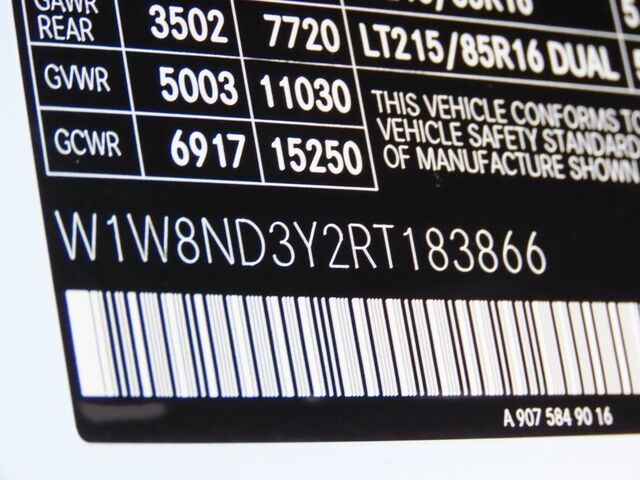 GAWR
REAR 3502 7720 LT215/85R16 DUAL
GVWR 5003 11030
THIS VEHICLE CONFORMS TO
VEHICLE SAFETY STANDARD
GCWR 6917 15250
OF MANUFACTURE SHOWN
W1W8ND3Y2RT183866
A 907 584 90 16